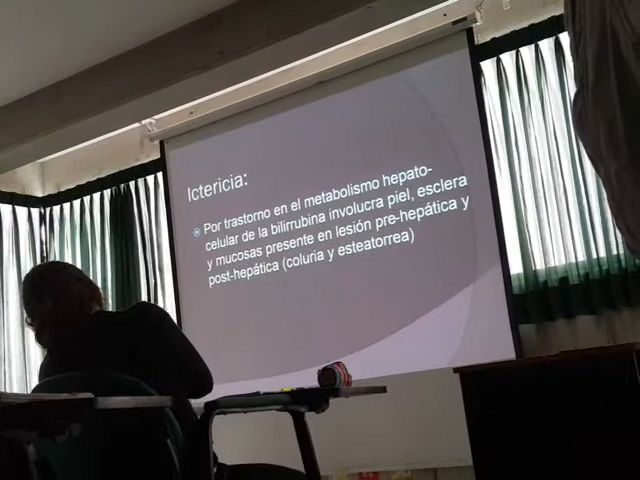 Ictericia:
Por trastorno en el metabolismo hepato-
celular de la bilirrubina involucra piel, esclera
y mucosas presente en lesión pre-hepática y
post-hepática (coluria y esteatorrea)